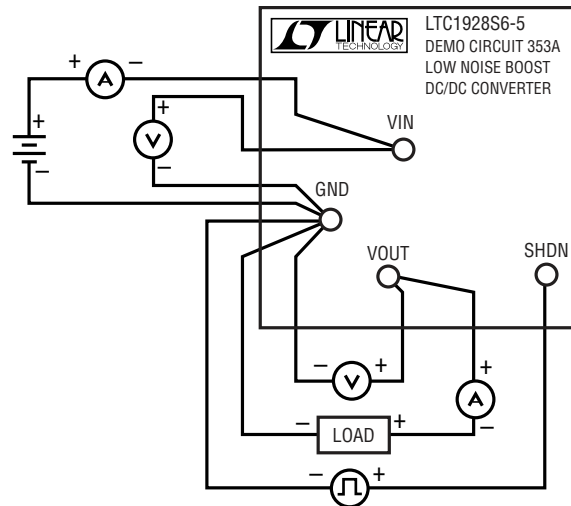 LINEAR
TECHNOLOGY
LTC1928S6-5
DEMO CIRCUIT 353A
LOW NOISE BOOST
DC/DC CONVERTER
+ A −
+
V
−
+
−
VIN
GND
VOUT
SHDN
− V +
+
A
−
− LOAD +
− +